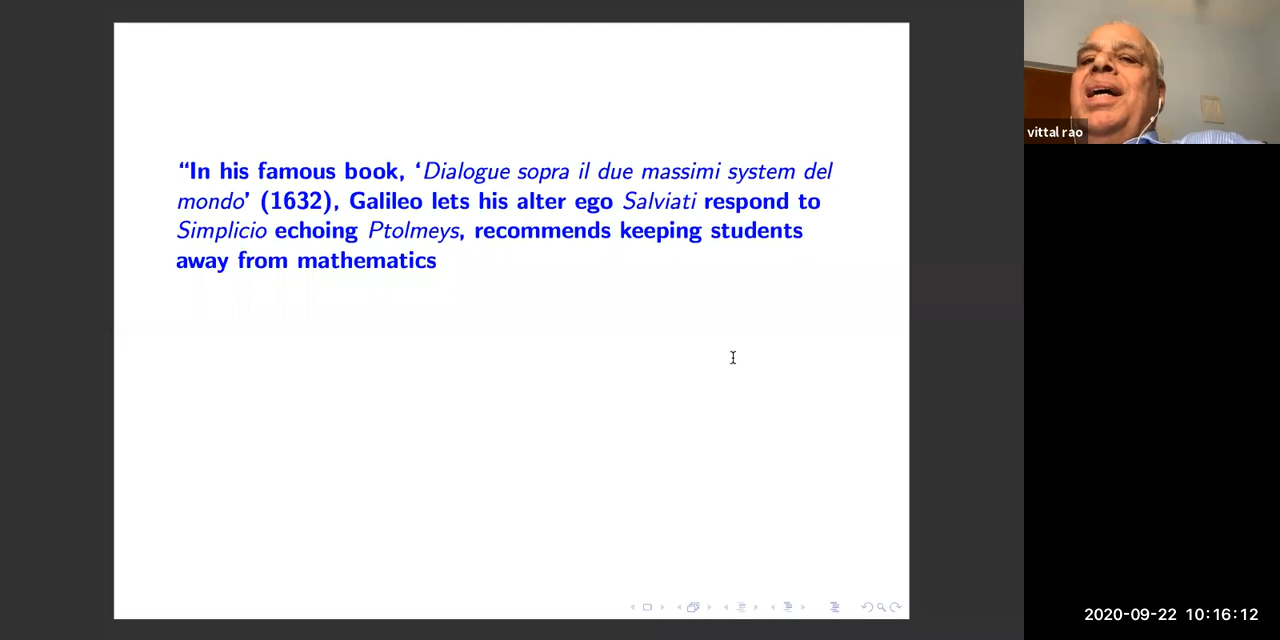 “In his famous book, ‘Dialogue sopra il due massimi system del
mondo’ (1632), Galileo lets his alter ego Salviati respond to
Simplicio echoing Ptolmeys, recommends keeping students
away from mathematics
vittal rao
2020-09-22 10:16:12